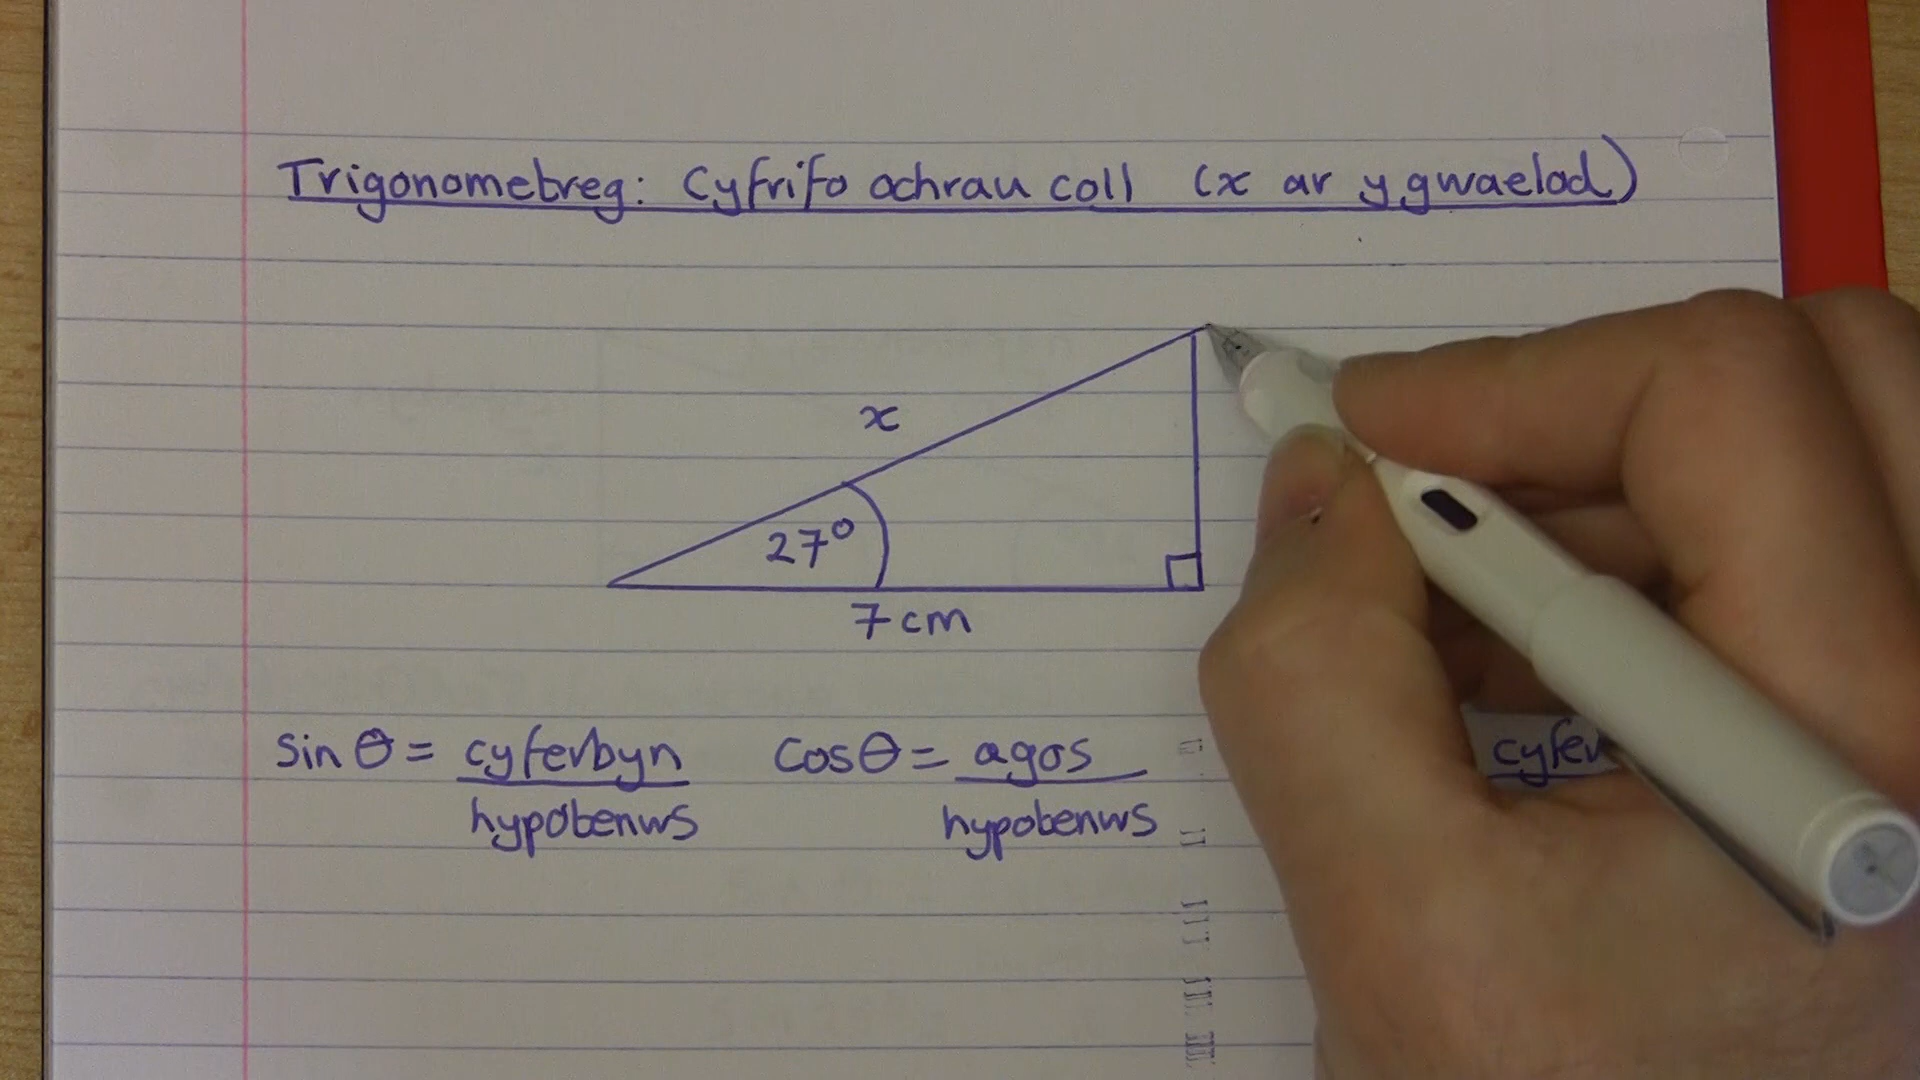 Trigonometreg: Cyfrifo ochrau coll (x ar y gwaelod)
x
27°
7cm
sin θ = cyferbyn
hypotenws
cos θ = agos
hypotenws